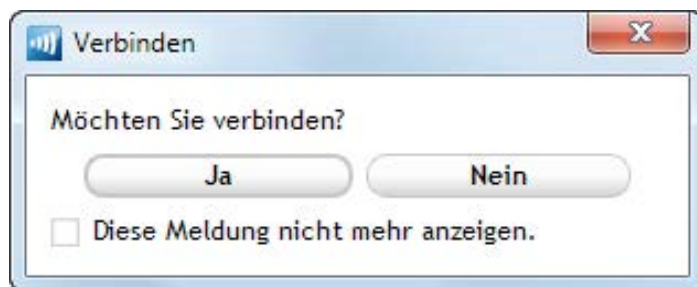 Verbinden
Möchten Sie verbinden?
Ja Nein
Diese Meldung nicht mehr anzeigen.